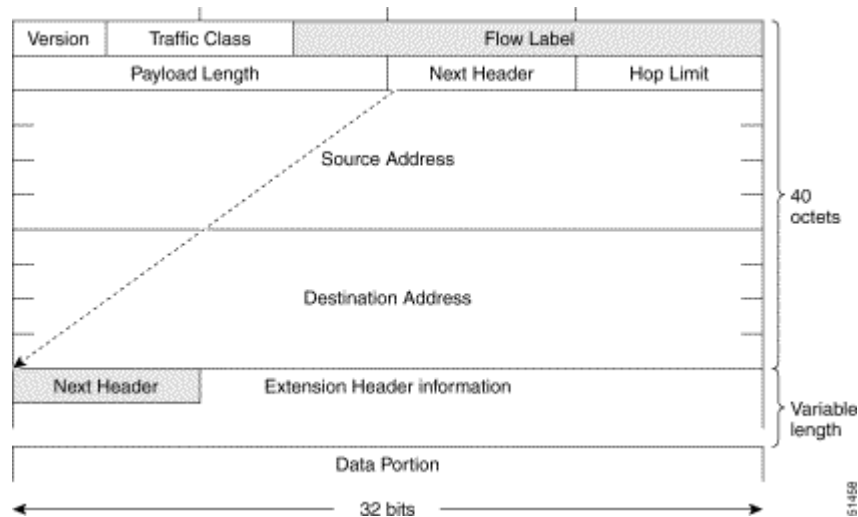 Version Traffic Class Flow Label
Payload Length Next Header Hop Limit
Source Address
40
octets
Destination Address
Next Header Extension Header information
Variable
length
Data Portion
32 bits
51458